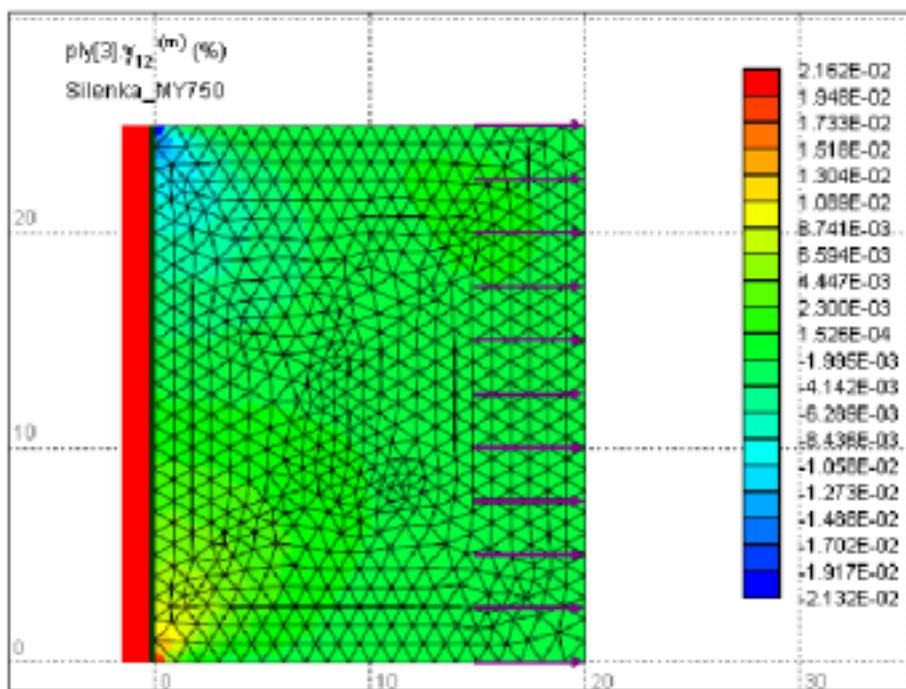 ply[3].γ12^(m) (%)
Silenka_MY750
2.162E-02
1.948E-02
1.733E-02
1.518E-02
1.304E-02
1.089E-02
8.741E-03
6.594E-03
4.447E-03
2.300E-03
1.526E-04
-1.995E-03
-4.142E-03
-6.288E-03
-8.436E-03
-1.058E-02
-1.273E-02
-1.488E-02
-1.702E-02
-1.917E-02
-2.132E-02
20
10
0
0
10
20
30